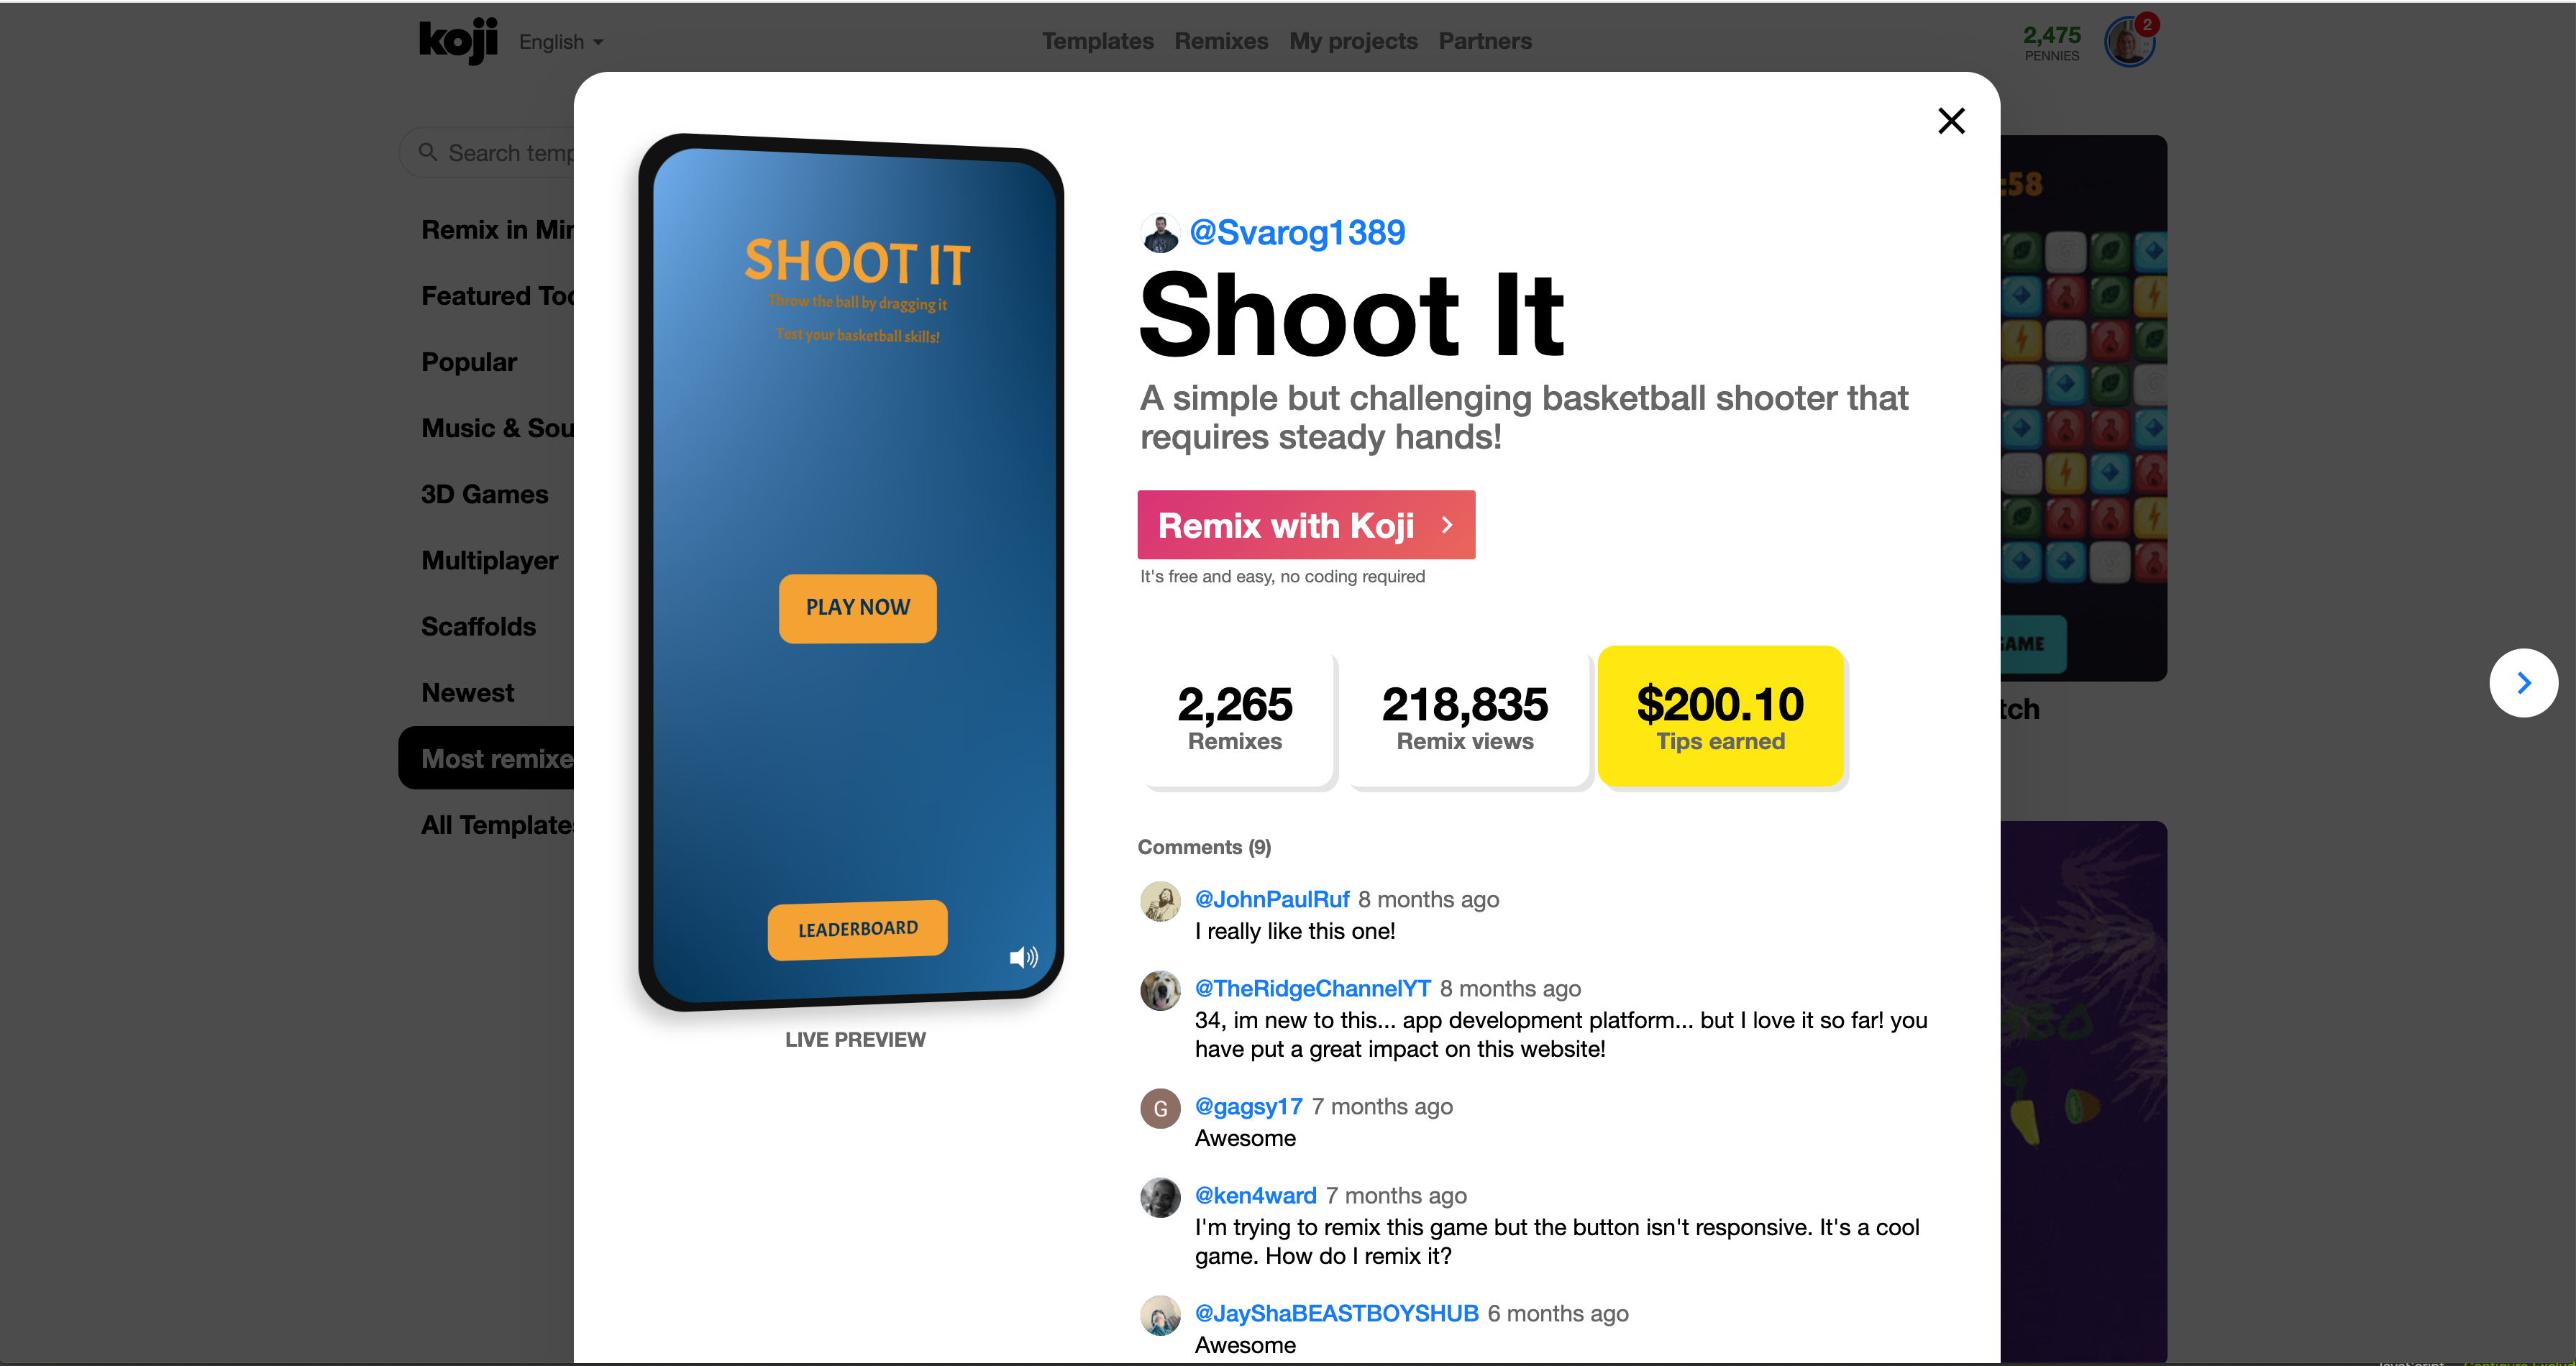 koji
English
Templates
Remixes
My projects
Partners
2,475
PENNIES
2
Search temp
Remix in Min
Featured Too
Popular
Music & Sou
3D Games
Multiplayer
Scaffolds
Newest
Most remixe
All Templates
SHOOT IT
Throw the ball by dragging it
Test your basketball skills!
PLAY NOW
LEADERBOARD
LIVE PREVIEW
@Svarog1389
Shoot It
A simple but challenging basketball shooter that
requires steady hands!
Remix with Koji
It's free and easy, no coding required
2,265
Remixes
218,835
Remix views
$200.10
Tips earned
Comments (9)
@JohnPaulRuf 8 months ago
I really like this one!
@TheRidgeChannelYT 8 months ago
34, im new to this... app development platform... but I love it so far! you
have put a great impact on this website!
G
@gagsy17 7 months ago
Awesome
@ken4ward 7 months ago
I'm trying to remix this game but the button isn't responsive. It's a cool
game. How do I remix it?
@JayShaBEASTBOYSHUB 6 months ago
Awesome
:58
GAME
tch